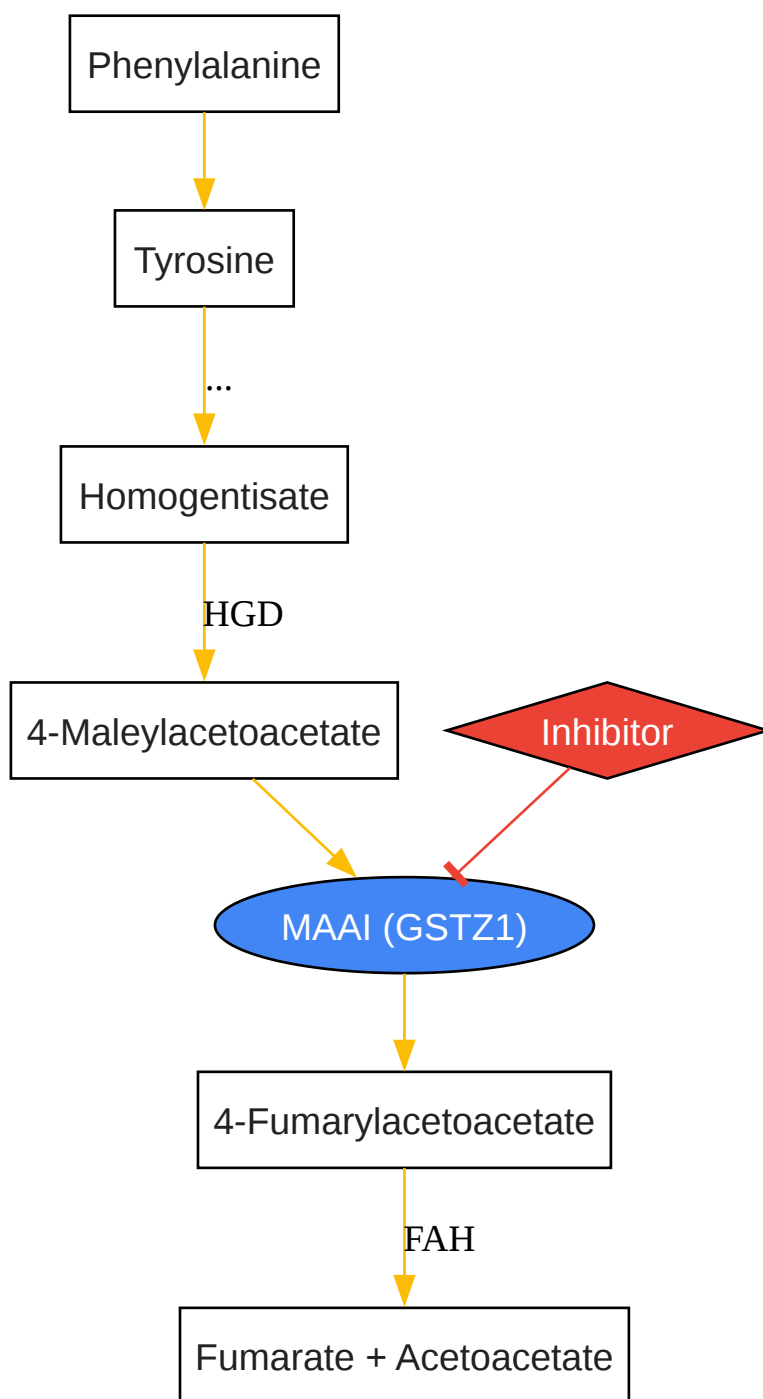 Phenylalanine
Tyrosine
...
Homogentisate
HGD
4-Maleylacetoacetate
Inhibitor
MAAI (GSTZ1)
4-Fumarylacetoacetate
FAH
Fumarate + Acetoacetate